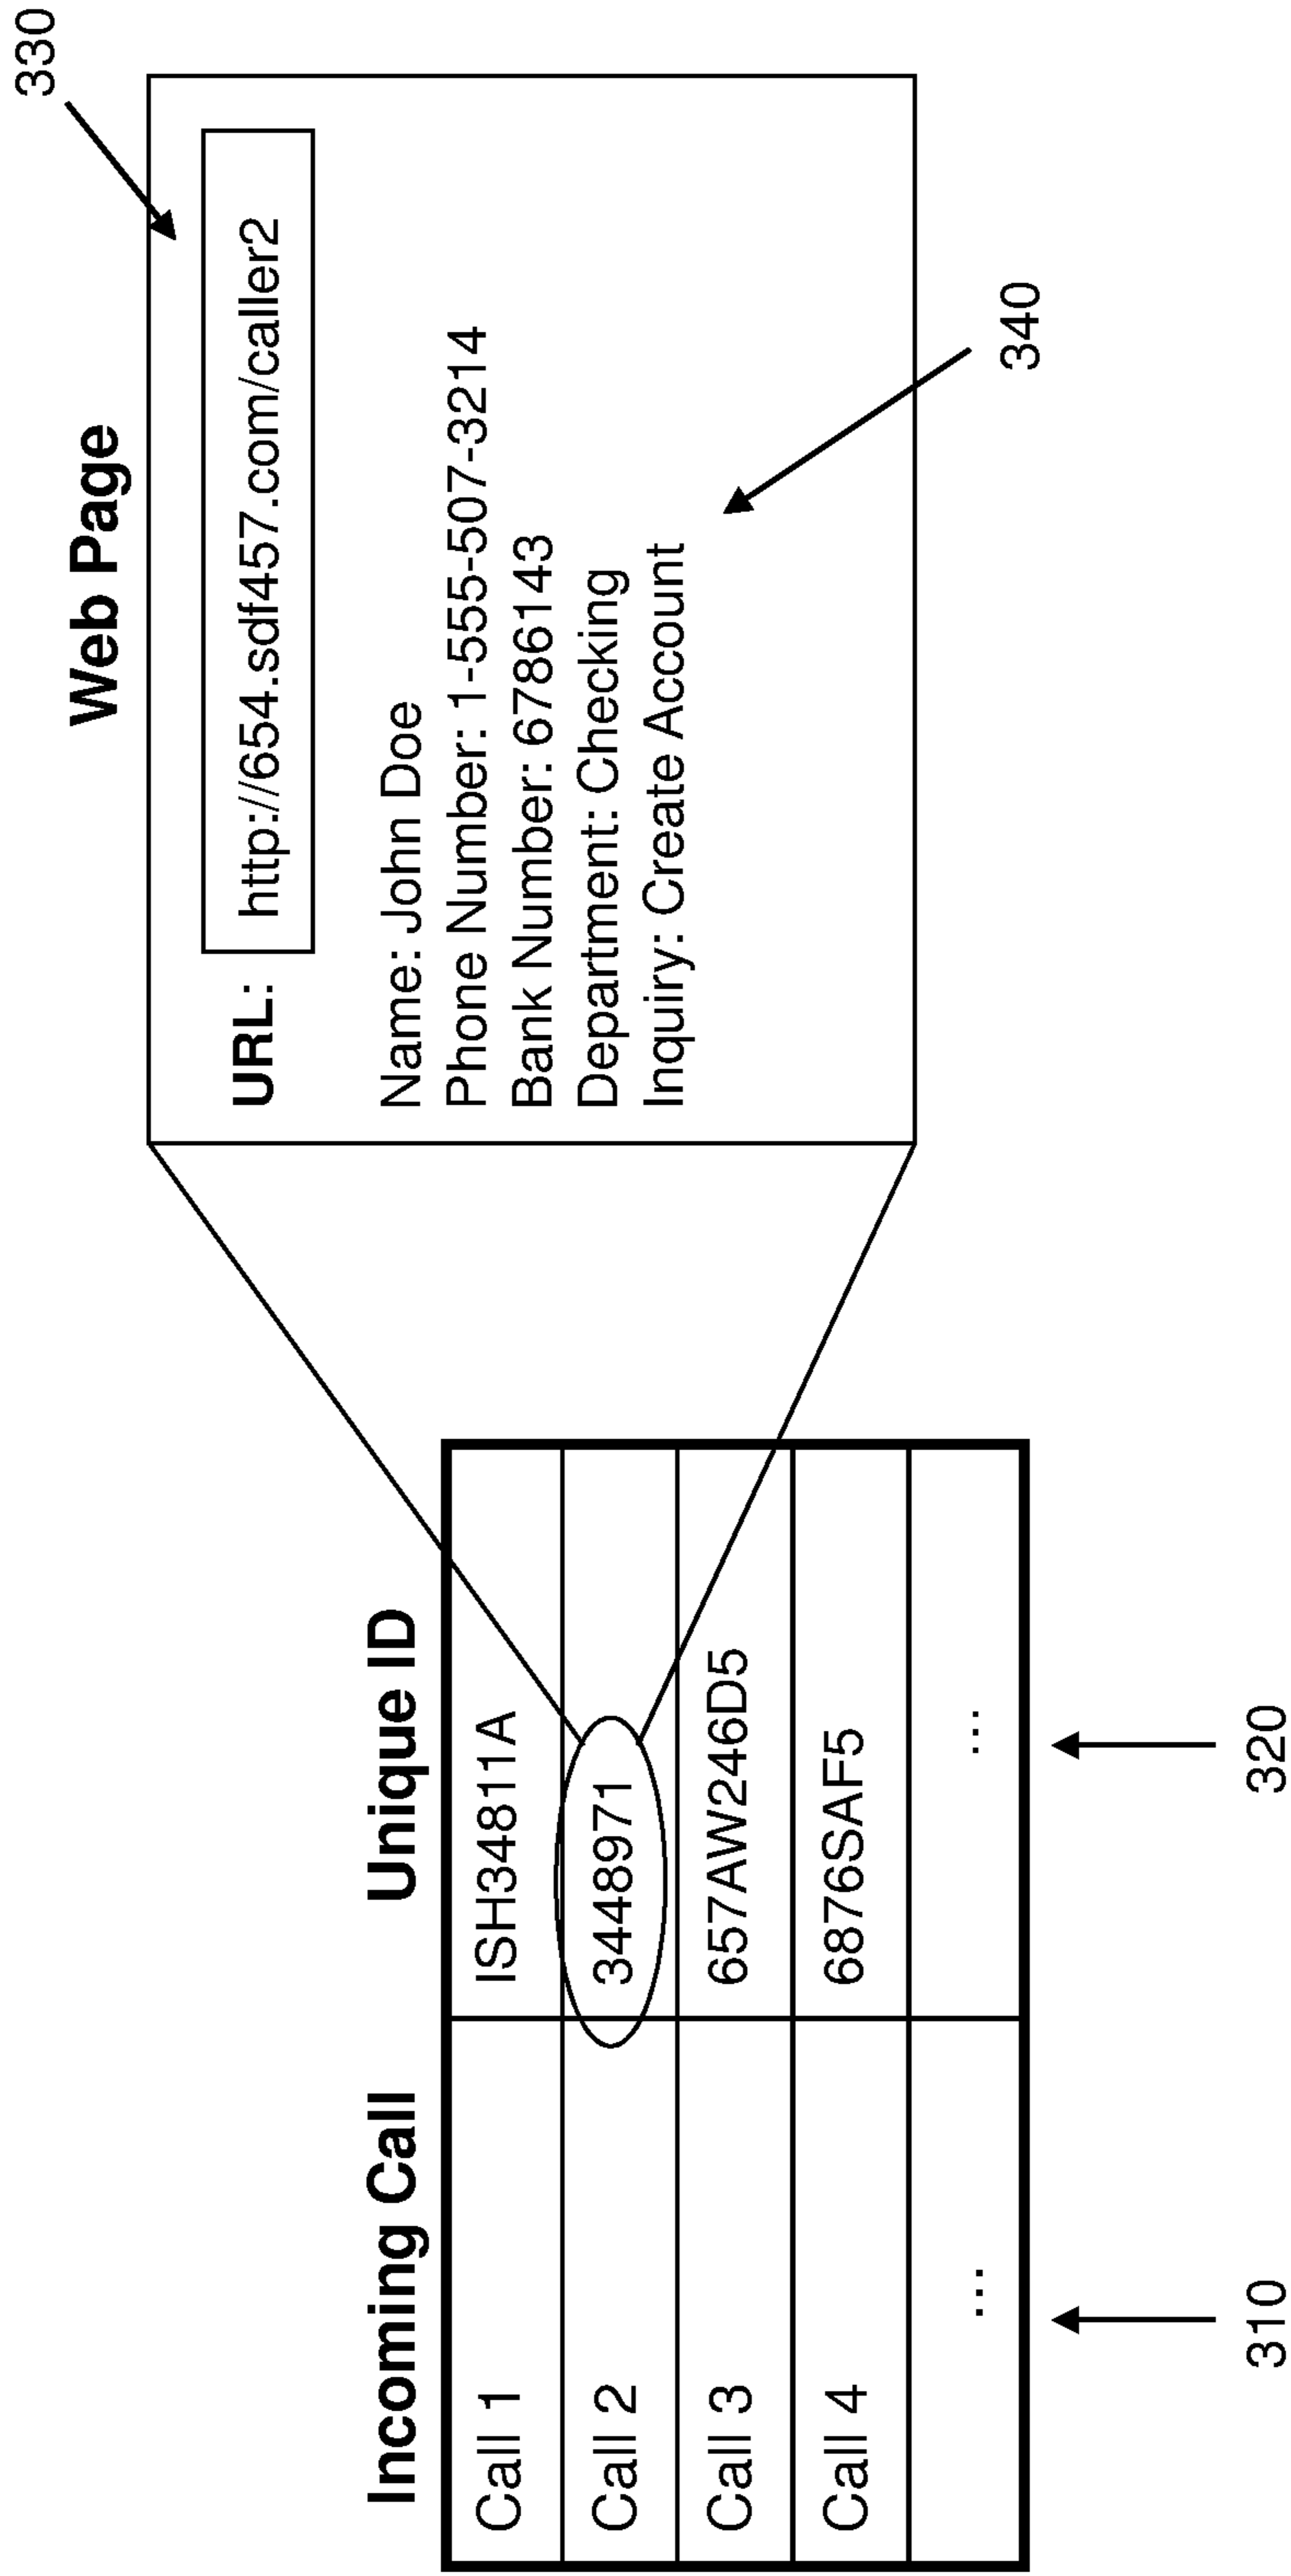 Incoming Call
Unique ID
Call 1 ISH34811A
Call 2 3448971
Call 3 657AW246D5
Call 4 6876SAF5
... ...
310
320
Web Page
330
URL: http://654.sdf457.com/caller2
Name: John Doe
Phone Number: 1-555-507-3214
Bank Number: 6786143
Department: Checking
Inquiry: Create Account
340